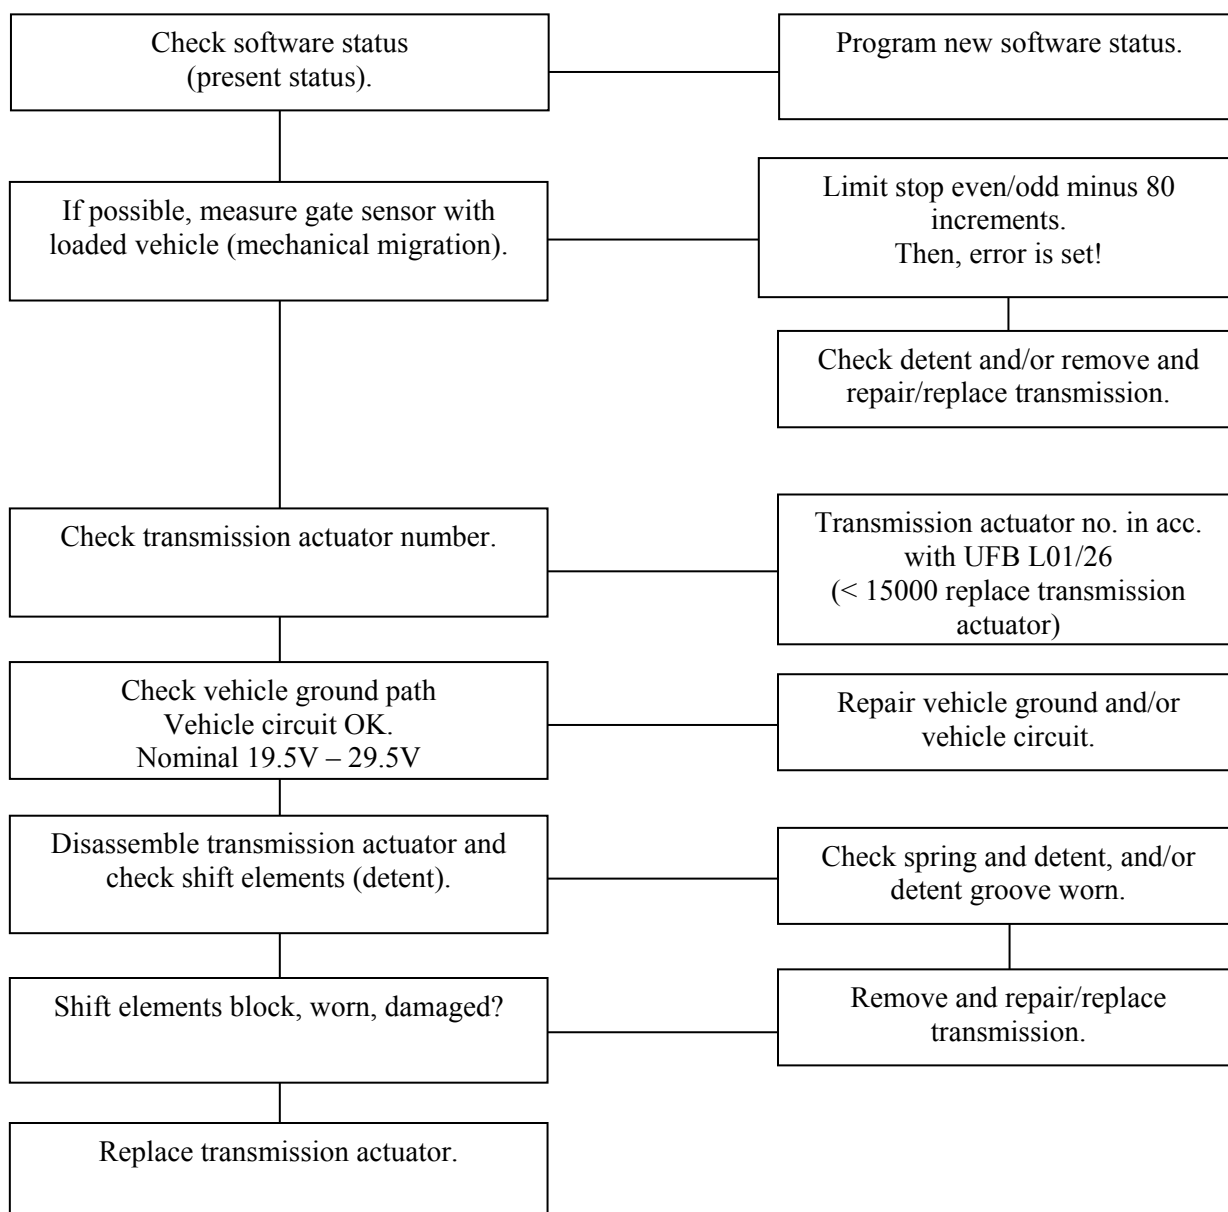 Check software status
(present status).
Program new software status.
If possible, measure gate sensor with
loaded vehicle (mechanical migration).
Limit stop even/odd minus 80
increments.
Then, error is set!
Check detent and/or remove and
repair/replace transmission.
Check transmission actuator number.
Transmission actuator no. in acc.
with UFB L01/26
(< 15000 replace transmission
actuator)
Check vehicle ground path
Vehicle circuit OK.
Nominal 19.5V – 29.5V
Repair vehicle ground and/or
vehicle circuit.
Disassemble transmission actuator and
check shift elements (detent).
Check spring and detent, and/or
detent groove worn.
Shift elements block, worn, damaged?
Remove and repair/replace
transmission.
Replace transmission actuator.